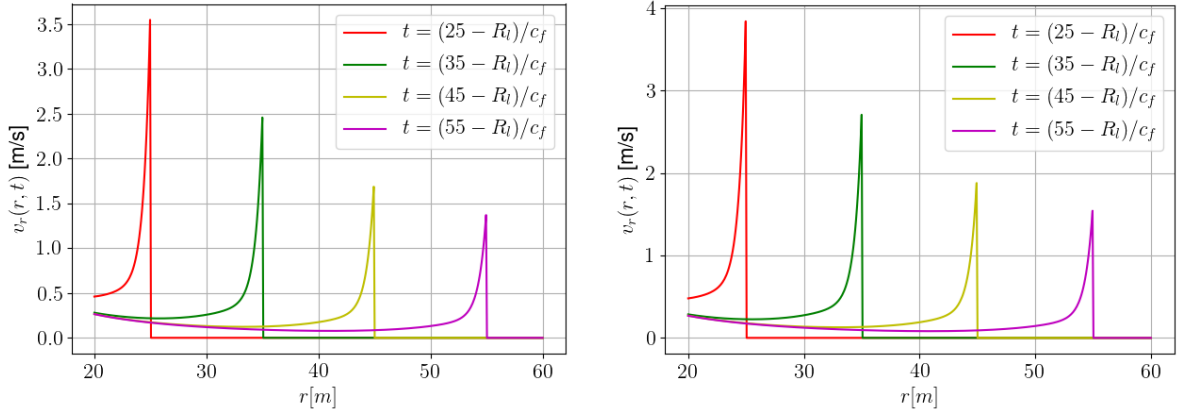 3.5
3.0
2.5
2.0
1.5
1.0
0.5
0.0
v_r(r, t) [m/s]
t = (25 − R_l)/c_f
t = (35 − R_l)/c_f
t = (45 − R_l)/c_f
t = (55 − R_l)/c_f
20 30 40 50 60
r[m]
4
3
2
1
0
v_r(r, t) [m/s]
t = (25 − R_l)/c_f
t = (35 − R_l)/c_f
t = (45 − R_l)/c_f
t = (55 − R_l)/c_f
20 30 40 50 60
r[m]